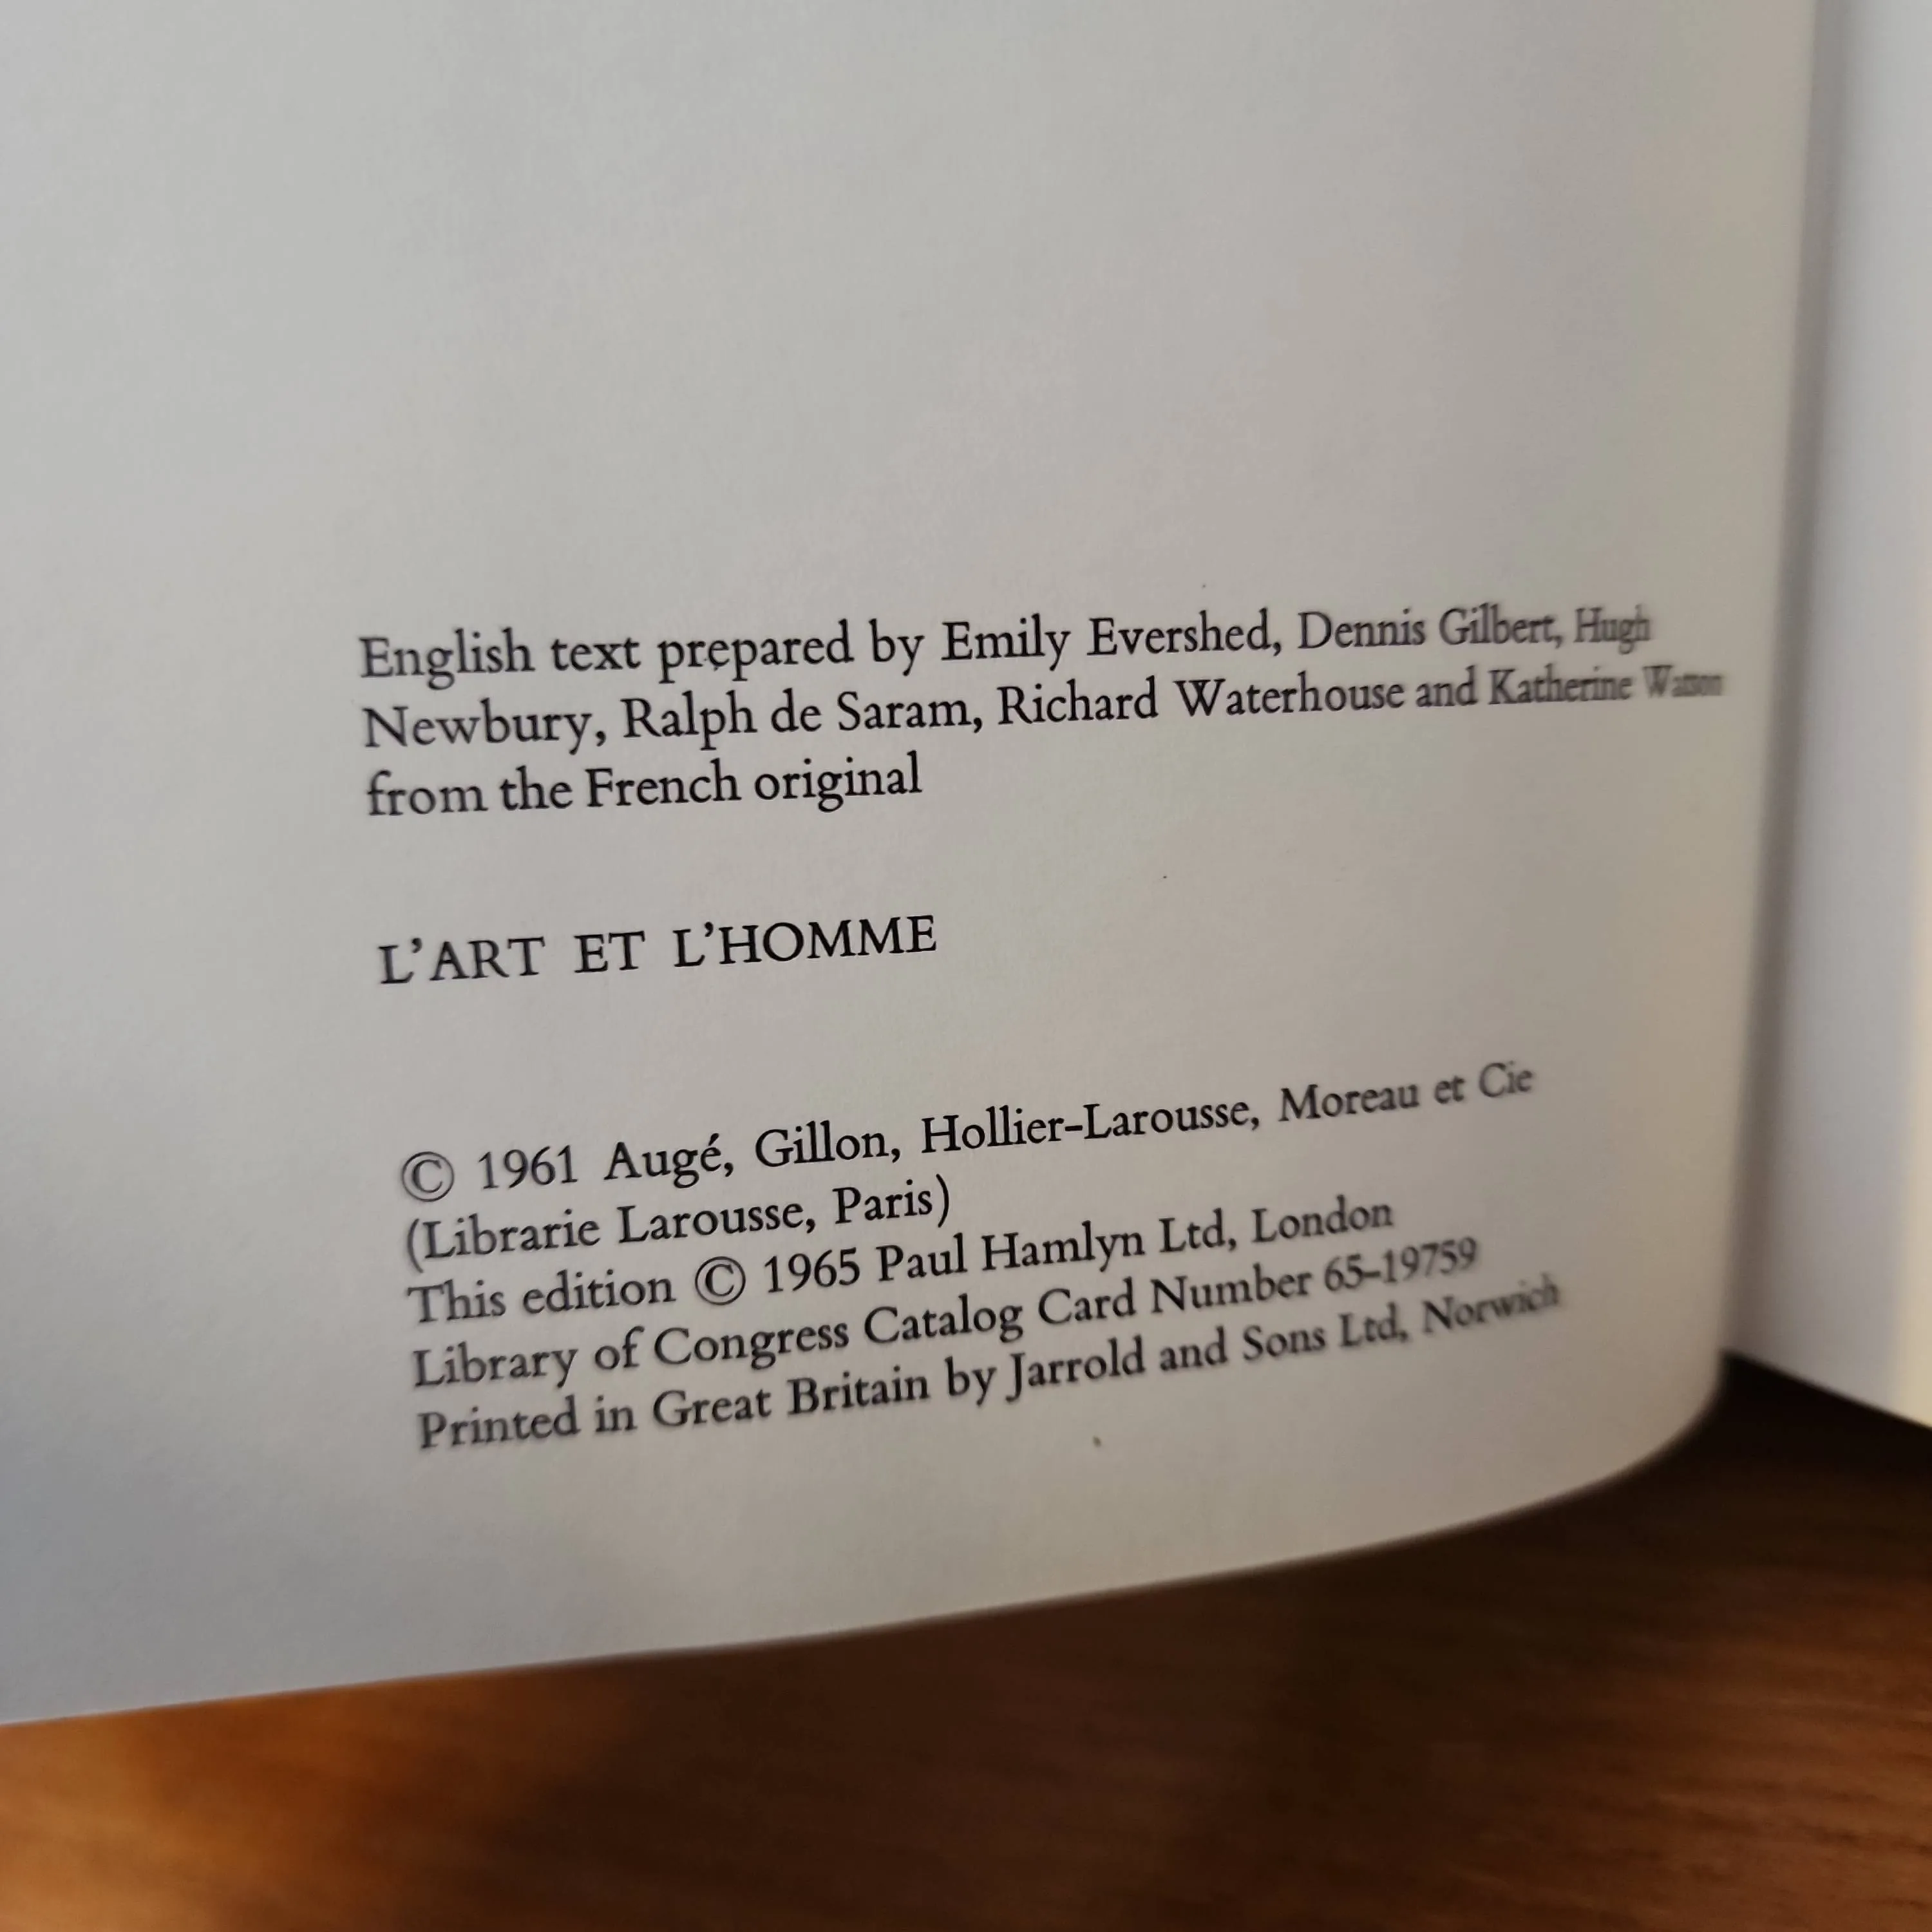 English text prepared by Emily Evershed, Dennis Gilbert, Hugh
Newbury, Ralph de Saram, Richard Waterhouse and Katherine Watson
from the French original
L'ART ET L'HOMME
© 1961 Augé, Gillon, Hollier-Larousse, Moreau et Cie
(Librarie Larousse, Paris)
This edition © 1965 Paul Hamlyn Ltd, London
Library of Congress Catalog Card Number 65-19759
Printed in Great Britain by Jarrold and Sons Ltd, Norwich